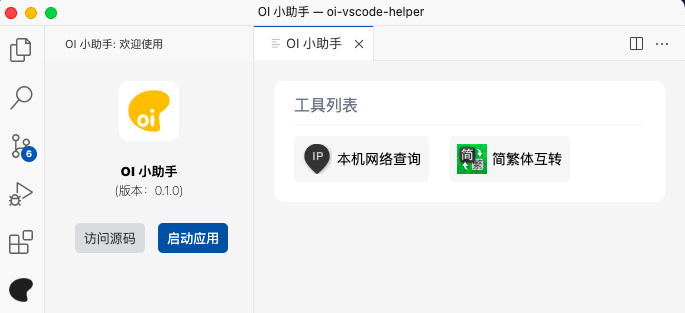 OI 小助手 — oi-vscode-helper
OI 小助手: 欢迎使用
OI 小助手
6
oi
OI 小助手
(版本：0.1.0)
访问源码
启动应用
工具列表
IP
本机网络查询
简
繁
简繁体互转